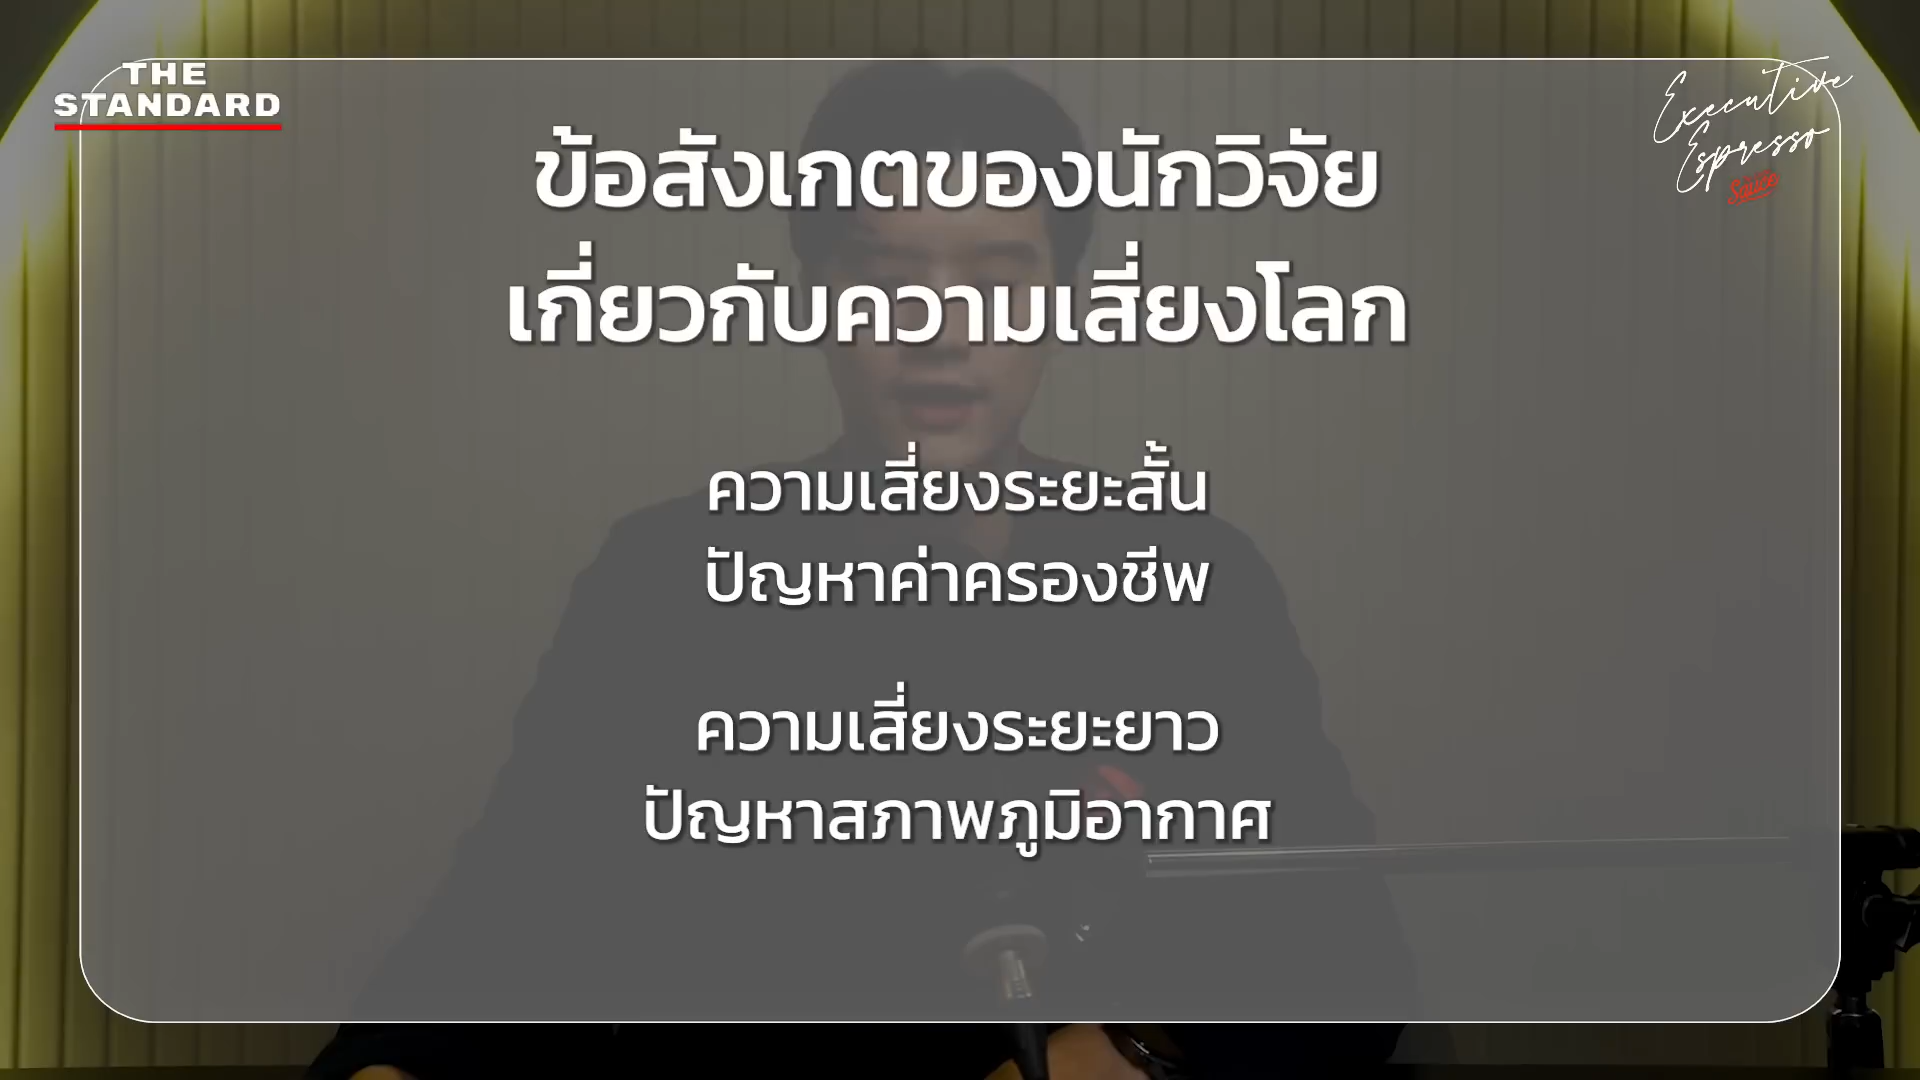 THE
STANDARD
Executive
Espresso
Sauce
ข้อสังเกตของนักวิจัย
เกี่ยวกับความเสี่ยงโลก
ความเสี่ยงระยะสั้น
ปัญหาค่าครองชีพ
ความเสี่ยงระยะยาว
ปัญหาสภาพภูมิอากาศ